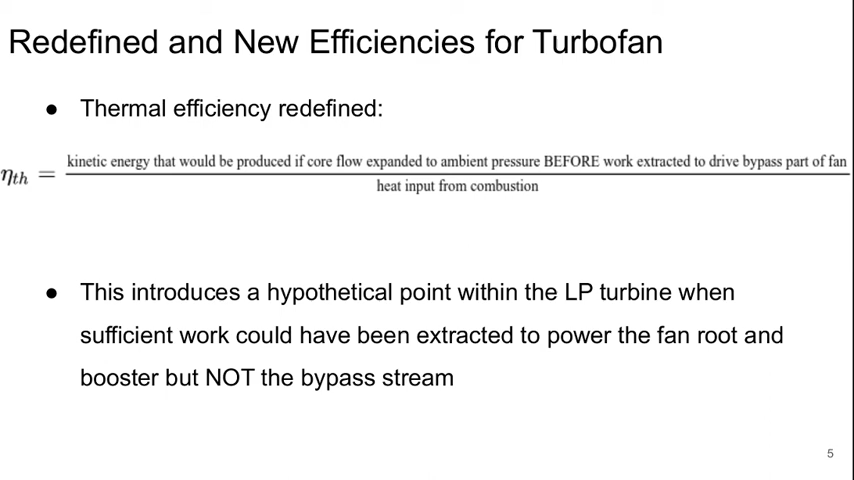 Redefined and New Efficiencies for Turbofan
● Thermal efficiency redefined:
kinetic energy that would be produced if core flow expanded to ambient pressure BEFORE work extracted to drive bypass part of fan
ηth =
heat input from combustion
● This introduces a hypothetical point within the LP turbine when
sufficient work could have been extracted to power the fan root and
booster but NOT the bypass stream
5